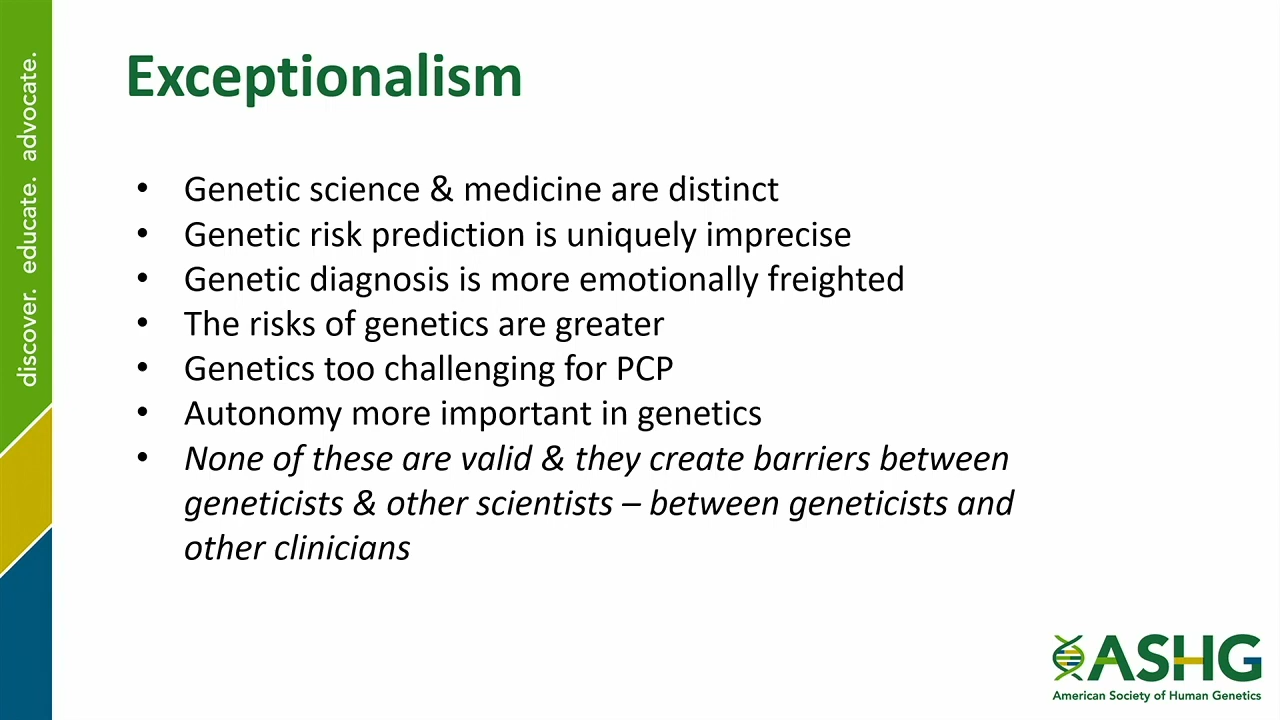 discover. educate. advocate.
Exceptionalism
• Genetic science & medicine are distinct
• Genetic risk prediction is uniquely imprecise
• Genetic diagnosis is more emotionally freighted
• The risks of genetics are greater
• Genetics too challenging for PCP
• Autonomy more important in genetics
• None of these are valid & they create barriers between
geneticists & other scientists – between geneticists and
other clinicians
ASHG
American Society of Human Genetics